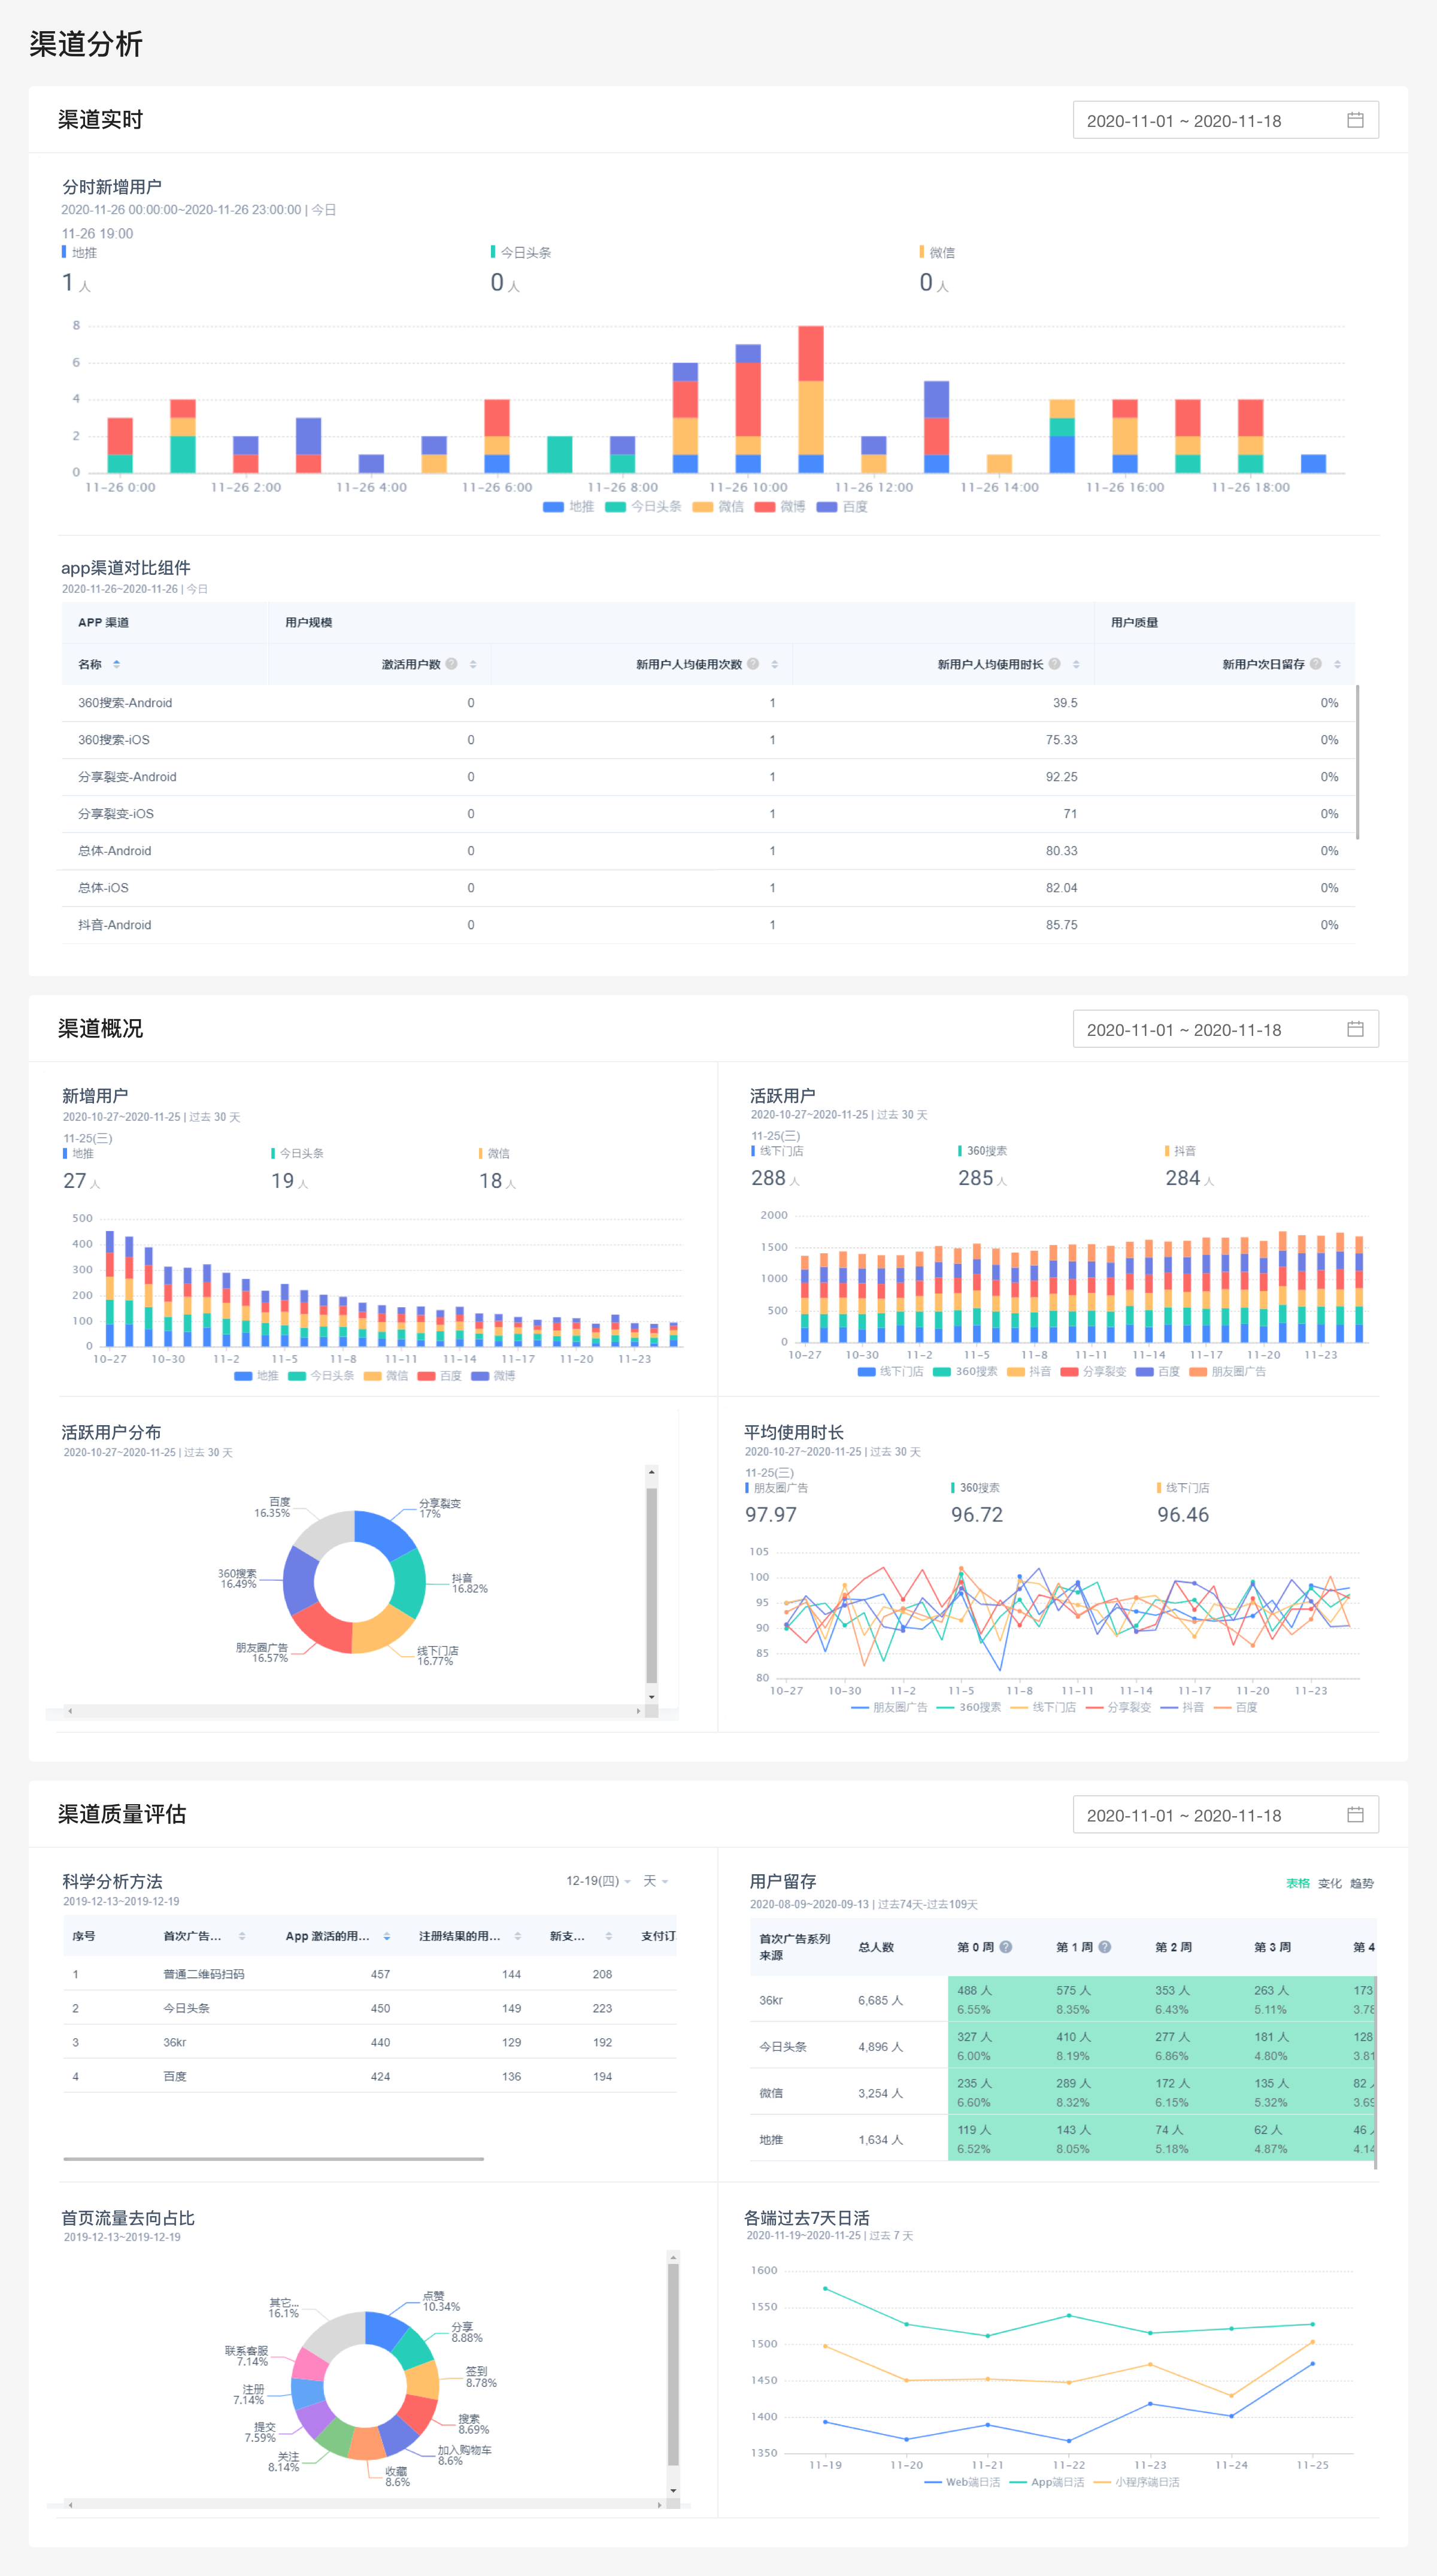 渠道分析
渠道实时
2020-11-01 ~ 2020-11-18
分时新增用户
2020-11-26 00:00:00~2020-11-26 23:00:00 | 今日
11-26 19:00
地推 今日头条 微信
1 人 0 人 0 人
8
6
4
2
0
11-26 0:00 11-26 2:00 11-26 4:00 11-26 6:00 11-26 8:00 11-26 10:00 11-26 12:00 11-26 14:00 11-26 16:00 11-26 18:00
地推 今日头条 微信 微博 百度
app渠道对比组件
2020-11-26~2020-11-26 | 今日
APP 渠道 用户规模 用户质量
名称 激活用户数 新用户人均使用次数 新用户人均使用时长 新用户次日留存
360搜索-Android 0 1 39.5 0%
360搜索-iOS 0 1 75.33 0%
分享裂变-Android 0 1 92.25 0%
分享裂变-iOS 0 1 71 0%
总体-Android 0 1 80.33 0%
总体-iOS 0 1 82.04 0%
抖音-Android 0 1 85.75 0%
渠道概况
2020-11-01 ~ 2020-11-18
新增用户
2020-10-27~2020-11-25 | 过去 30 天
11-25(三)
地推 今日头条 微信
27 人 19 人 18 人
500
400
300
200
100
0
10-27 10-30 11-2 11-5 11-8 11-11 11-14 11-17 11-20 11-23
地推 今日头条 微信 百度 微博
活跃用户
2020-10-27~2020-11-25 | 过去 30 天
11-25(三)
线下门店 360搜索 抖音
288 人 285 人 284 人
2000
1500
1000
500
0
10-27 10-30 11-2 11-5 11-8 11-11 11-14 11-17 11-20 11-23
线下门店 360搜索 抖音 分享裂变 百度 朋友圈广告
活跃用户分布
2020-10-27~2020-11-25 | 过去 30 天
百度
16.35%
分享裂变
17%
360搜索
16.49%
抖音
16.82%
朋友圈广告
16.57%
线下门店
16.77%
平均使用时长
2020-10-27~2020-11-25 | 过去 30 天
11-25(三)
朋友圈广告 360搜索 线下门店
97.97 96.72 96.46
105
100
95
90
85
80
10-27 10-30 11-2 11-5 11-8 11-11 11-14 11-17 11-20 11-23
朋友圈广告 360搜索 线下门店 分享裂变 抖音 百度
渠道质量评估
2020-11-01 ~ 2020-11-18
科学分析方法
12-19(四) 天
2019-12-13~2019-12-19
序号 首次广告... App 激活的用... 注册结果的用... 新支... 支付订
1 普通二维码扫码 457 144 208
2 今日头条 450 149 223
3 36kr 440 129 192
4 百度 424 136 194
用户留存
表格 变化 趋势
2020-08-09~2020-09-13 | 过去74天-过去109天
首次广告系列
来源 总人数 第 0 周 第 1 周 第 2 周 第 3 周 第 4
36kr 6,685 人
488 人 575 人 353 人 263 人 173
6.55% 8.35% 6.43% 5.11% 3.78
今日头条 4,896 人
327 人 410 人 277 人 181 人 128
6.00% 8.19% 6.86% 4.80% 3.81
微信 3,254 人
235 人 289 人 172 人 135 人 82
6.60% 8.32% 6.15% 5.32% 3.69
地推 1,634 人
119 人 143 人 74 人 62 人 46
6.52% 8.05% 5.18% 4.87% 4.14
首页流量去向占比
2019-12-13~2019-12-19
其它...
16.1%
点赞
10.34%
分享
8.88%
联系客服
7.14%
签到
8.78%
注册
7.14%
搜索
8.69%
提交
7.59%
加入购物车
8.6%
关注
8.14%
收藏
8.6%
各端过去7天日活
2020-11-19~2020-11-25 | 过去 7 天
1600
1550
1500
1450
1400
1350
11-19 11-20 11-21 11-22 11-23 11-24 11-25
Web端日活 App端日活 小程序端日活